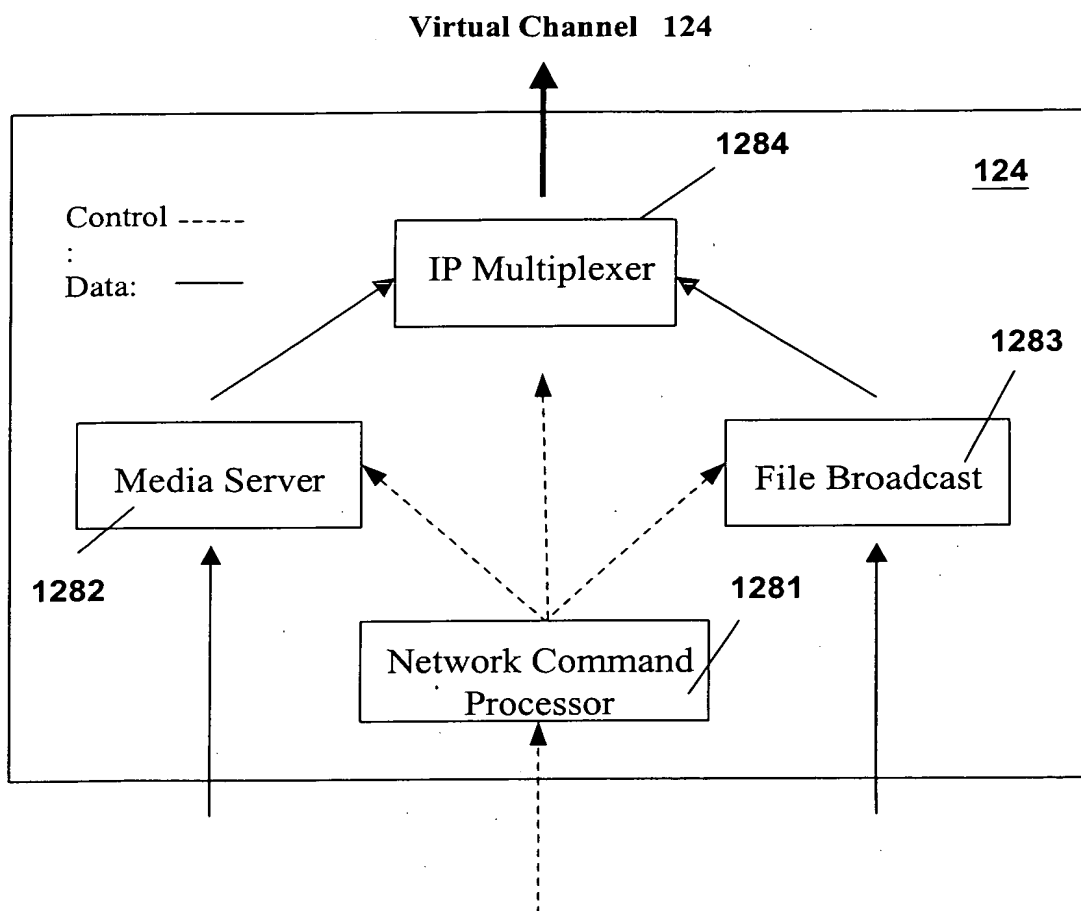 Virtual Channel 124
1284
124
Control -----
:
Data:
IP Multiplexer
1283
Media Server
File Broadcast
1282
1281
Network Command
Processor